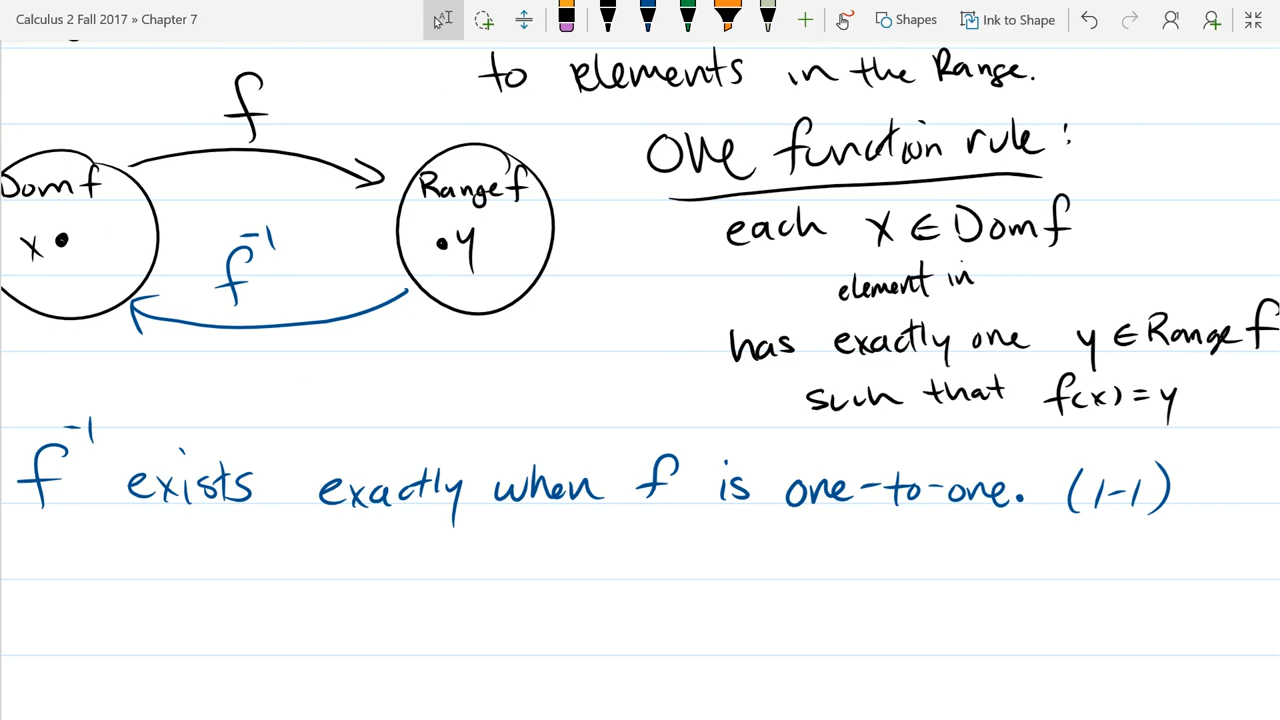 Calculus 2 Fall 2017 » Chapter 7
Shapes
Ink to Shape
to elements in the Range.
f
One function rule:
Dom f
Range f
x
y
f⁻¹
each x ∈ Dom f
element in
has exactly one y ∈ Range f
such that f(x) = y
f⁻¹ exists exactly when f is one-to-one. (1-1)